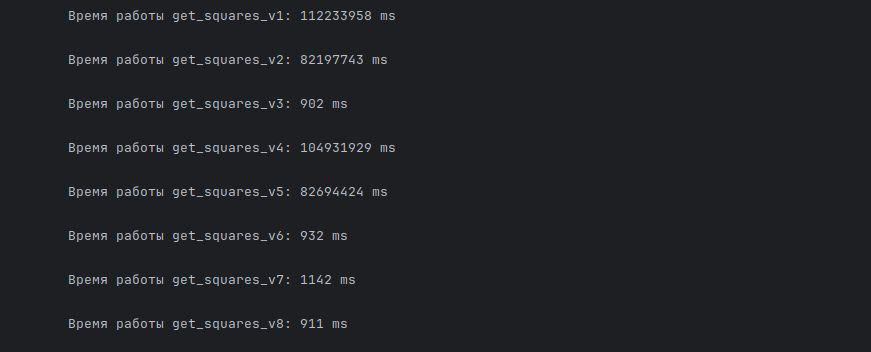 Время работы get_squares_v1: 112233958 ms
Время работы get_squares_v2: 82197743 ms
Время работы get_squares_v3: 902 ms
Время работы get_squares_v4: 104931929 ms
Время работы get_squares_v5: 82694424 ms
Время работы get_squares_v6: 932 ms
Время работы get_squares_v7: 1142 ms
Время работы get_squares_v8: 911 ms